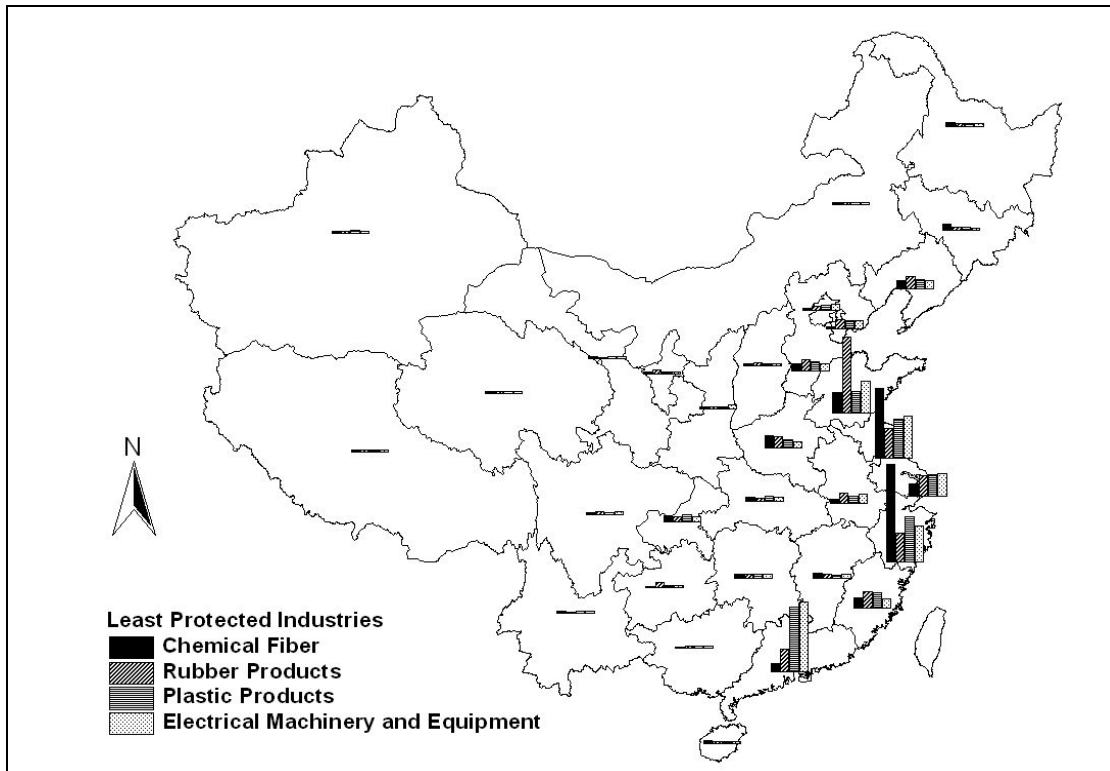 N
Least Protected Industries
Chemical Fiber
Rubber Products
Plastic Products
Electrical Machinery and Equipment